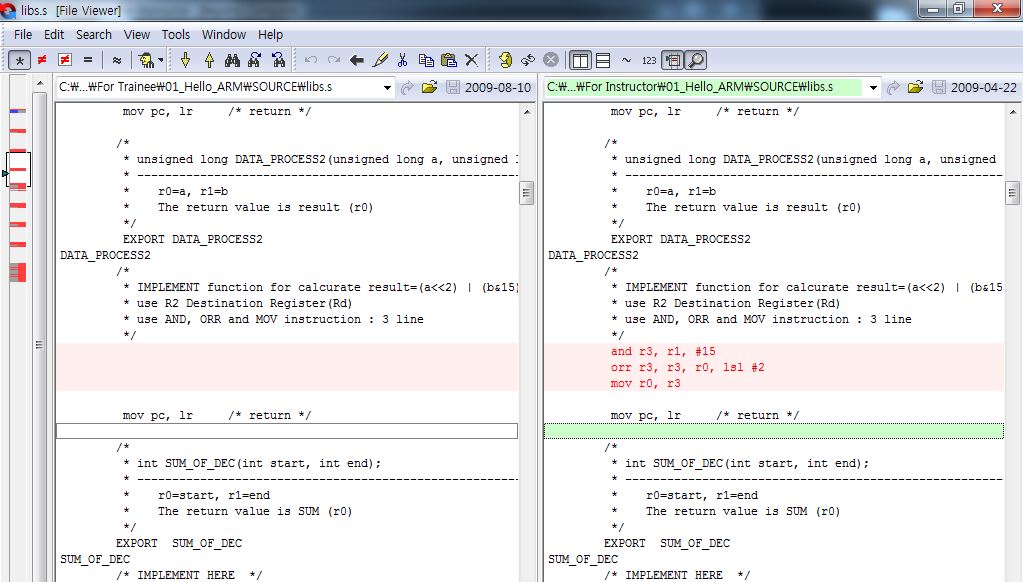 libs.s [File Viewer]
File Edit Search View Tools Window Help
123
C:₩...₩For Trainee₩01_Hello_ARM₩SOURCE₩libs.s 2009-08-10
mov pc, lr /* return */
/*
* unsigned long DATA_PROCESS2(unsigned long a, unsigned
* ------------------------------------------------------
* r0=a, r1=b
* The return value is result (r0)
*/
EXPORT DATA_PROCESS2
DATA_PROCESS2
/*
* IMPLEMENT function for calcurate result=(a<<2) | (b&15)
* use R2 Destination Register(Rd)
* use AND, ORR and MOV instruction : 3 line
*/
mov pc, lr /* return */
/*
* int SUM_OF_DEC(int start, int end);
* ------------------------------------------------------
* r0=start, r1=end
* The return value is SUM (r0)
*/
EXPORT SUM_OF_DEC
SUM_OF_DEC
/* IMPLEMENT HERE */
C:₩...₩For Instructor₩01_Hello_ARM₩SOURCE₩libs.s 2009-04-22
mov pc, lr /* return */
/*
* unsigned long DATA_PROCESS2(unsigned long a, unsigned
* ------------------------------------------------------
* r0=a, r1=b
* The return value is result (r0)
*/
EXPORT DATA_PROCESS2
DATA_PROCESS2
/*
* IMPLEMENT function for calcurate result=(a<<2) | (b&15
* use R2 Destination Register(Rd)
* use AND, ORR and MOV instruction : 3 line
*/
and r3, r1, #15
orr r3, r3, r0, lsl #2
mov r0, r3
mov pc, lr /* return */
/*
* int SUM_OF_DEC(int start, int end);
* ------------------------------------------------------
* r0=start, r1=end
* The return value is SUM (r0)
*/
EXPORT SUM_OF_DEC
SUM_OF_DEC
/* IMPLEMENT HERE */